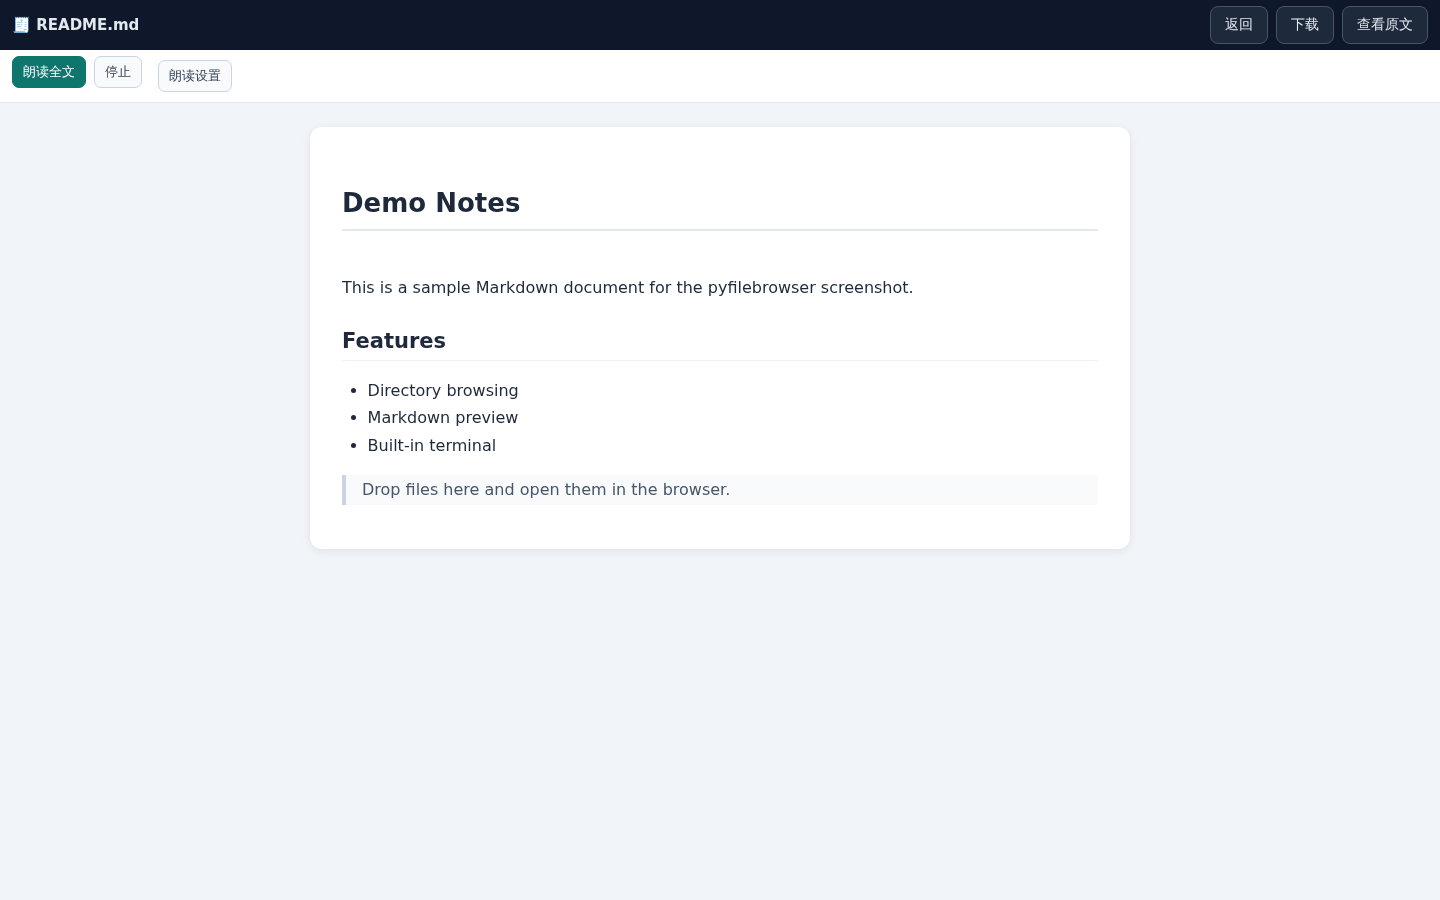 README.md
返回
下载
查看原文
朗读全文
停止
朗读设置
Demo Notes
This is a sample Markdown document for the pyfilebrowser screenshot.
Features
• Directory browsing
• Markdown preview
• Built-in terminal
Drop files here and open them in the browser.